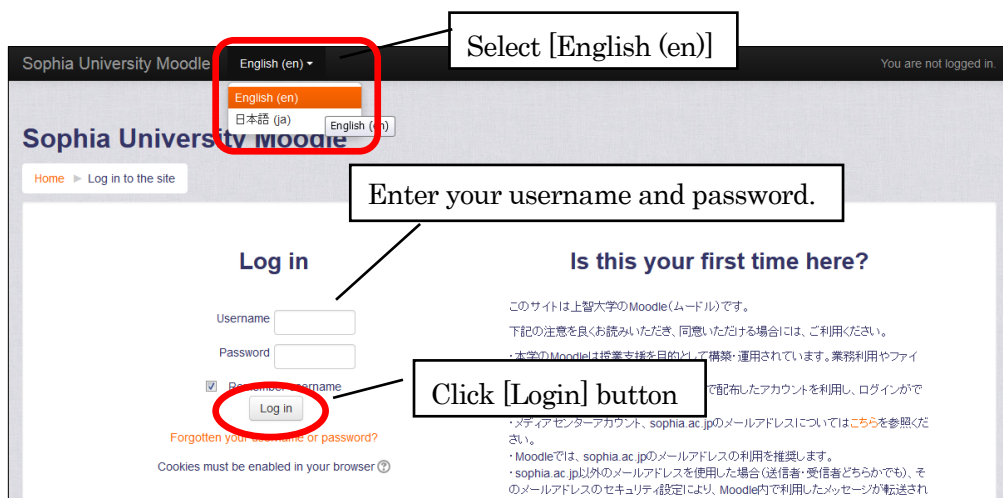 Select [English (en)]
Sophia University Moodle English (en) You are not logged in.
English (en)
日本語 (ja)
English (en)
Sophia University Moodle
Home Log in to the site
Enter your username and password.
Log in
Username
Password
Remember username
Log in
Forgotten your username or password?
Cookies must be enabled in your browser
Click [Login] button
Is this your first time here?
このサイトは上智大学のMoodle(ムードル)です。
下記の注意を良くお読みいただき、同意いただける場合には、ご利用ください。
・本学のMoodleは授業支援を目的として構築・運用されています。業務利用やファイ
で配布したアカウントを利用し、ログインがで
・メディアセンターアカウント、sophia.ac.jpのメールアドレスについてはこちらを参照くだ
さい。
・Moodleでは、sophia.ac.jpのメールアドレスの利用を推奨します。
・sophia.ac.jp以外のメールアドレスを使用した場合(送信者・受信者どちらかでも)、そ
のメールアドレスのセキュリティ設定により、Moodle内で利用したメッセージが転送され